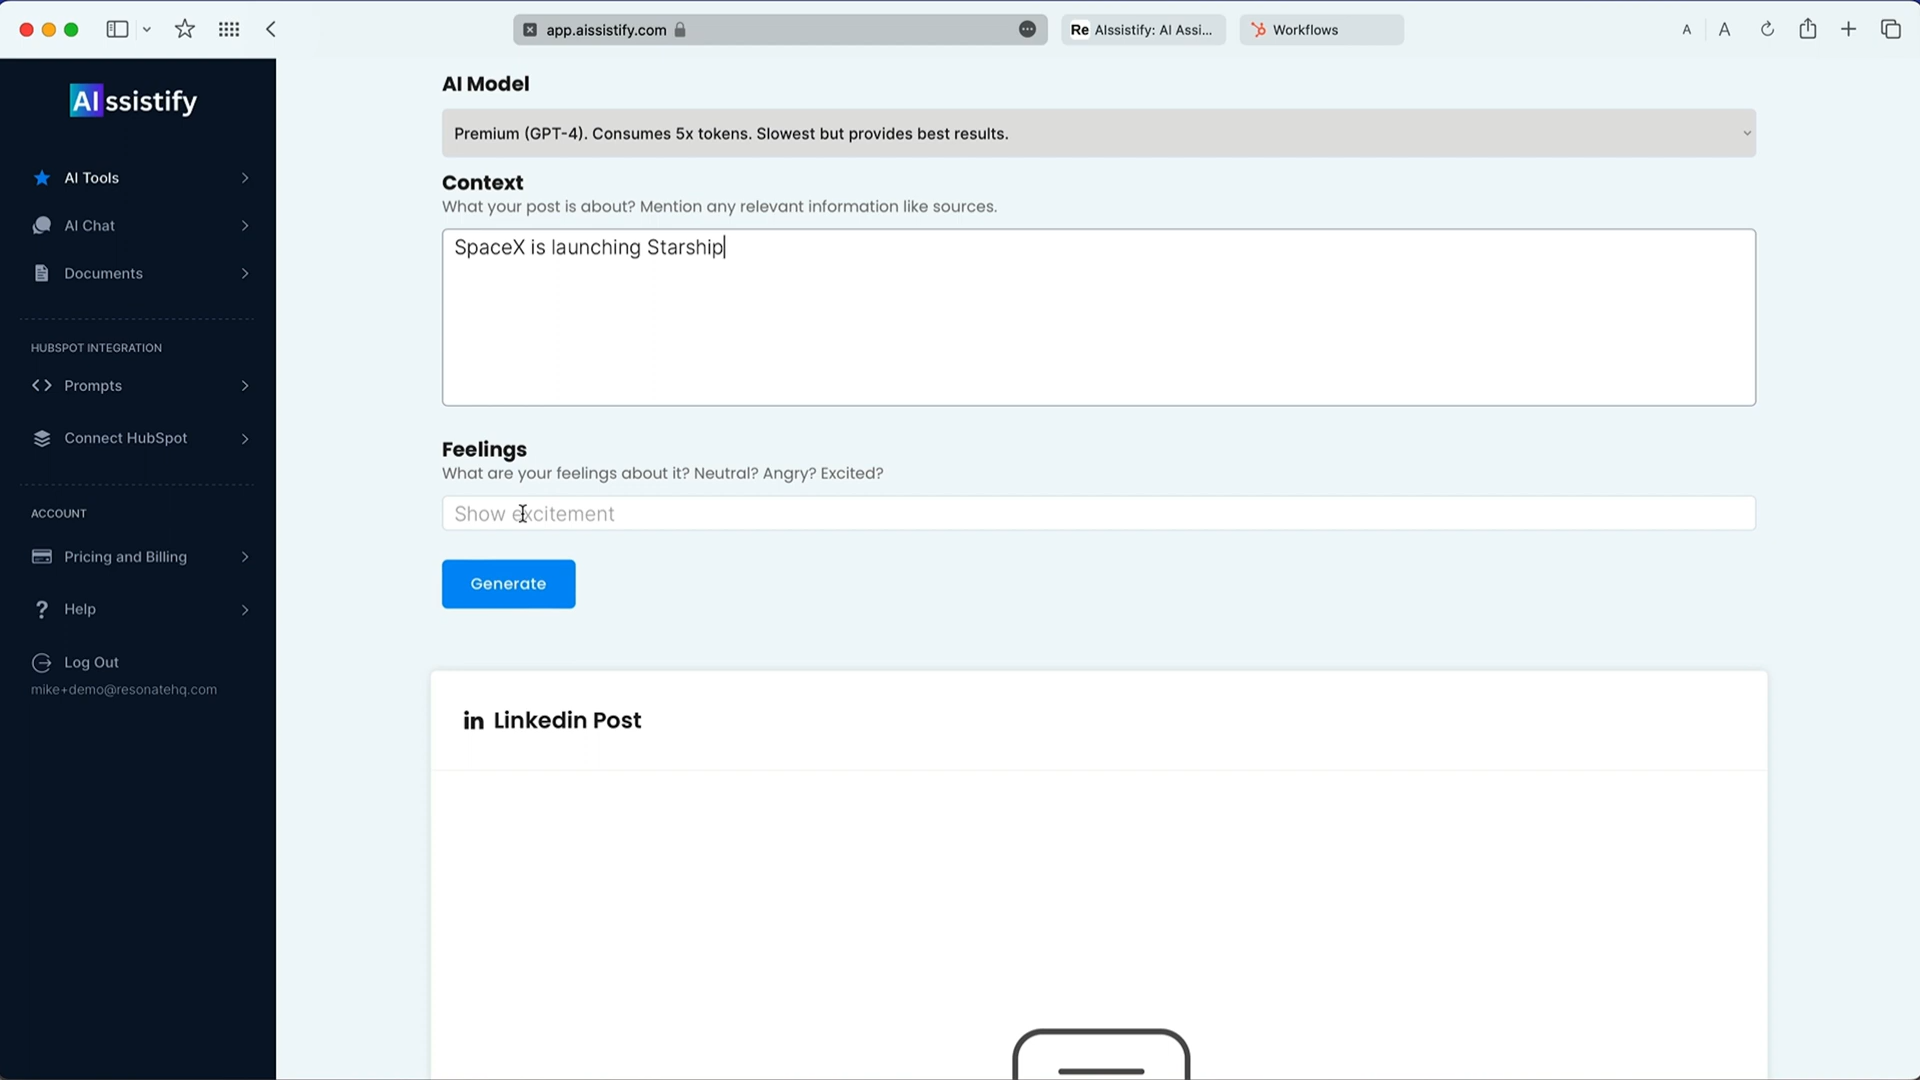 app.aissistify.com
Re AIssistify: AI Assi...
Workflows
A
A
AIssistify
AI Tools
AI Chat
Documents
HUBSPOT INTEGRATION
Prompts
Connect HubSpot
ACCOUNT
Pricing and Billing
? Help
Log Out
mike+demo@resonatehq.com
AI Model
Premium (GPT-4). Consumes 5x tokens. Slowest but provides best results.
Context
What your post is about? Mention any relevant information like sources.
SpaceX is launching Starship
Feelings
What are your feelings about it? Neutral? Angry? Excited?
Show excitement
Generate
in Linkedin Post